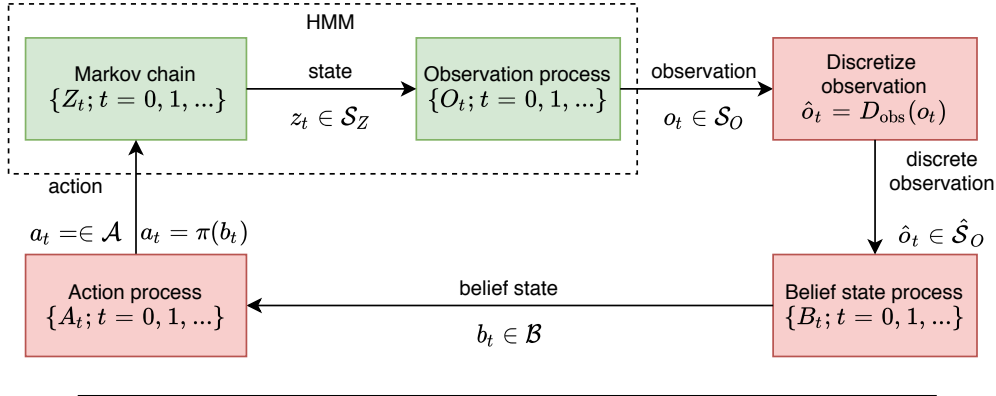 HMM
Markov chain
{Z_t; t = 0, 1, ...}
state
z_t ∈ 𝒮_Z
Observation process
{O_t; t = 0, 1, ...}
observation
o_t ∈ 𝒮_O
Discretize
observation
ô_t = D_obs(o_t)
discrete
observation
ô_t ∈ 𝒮̂_O
Belief state process
{B_t; t = 0, 1, ...}
belief state
b_t ∈ ℬ
Action process
{A_t; t = 0, 1, ...}
action
a_t =∈ 𝒜
a_t = π(b_t)